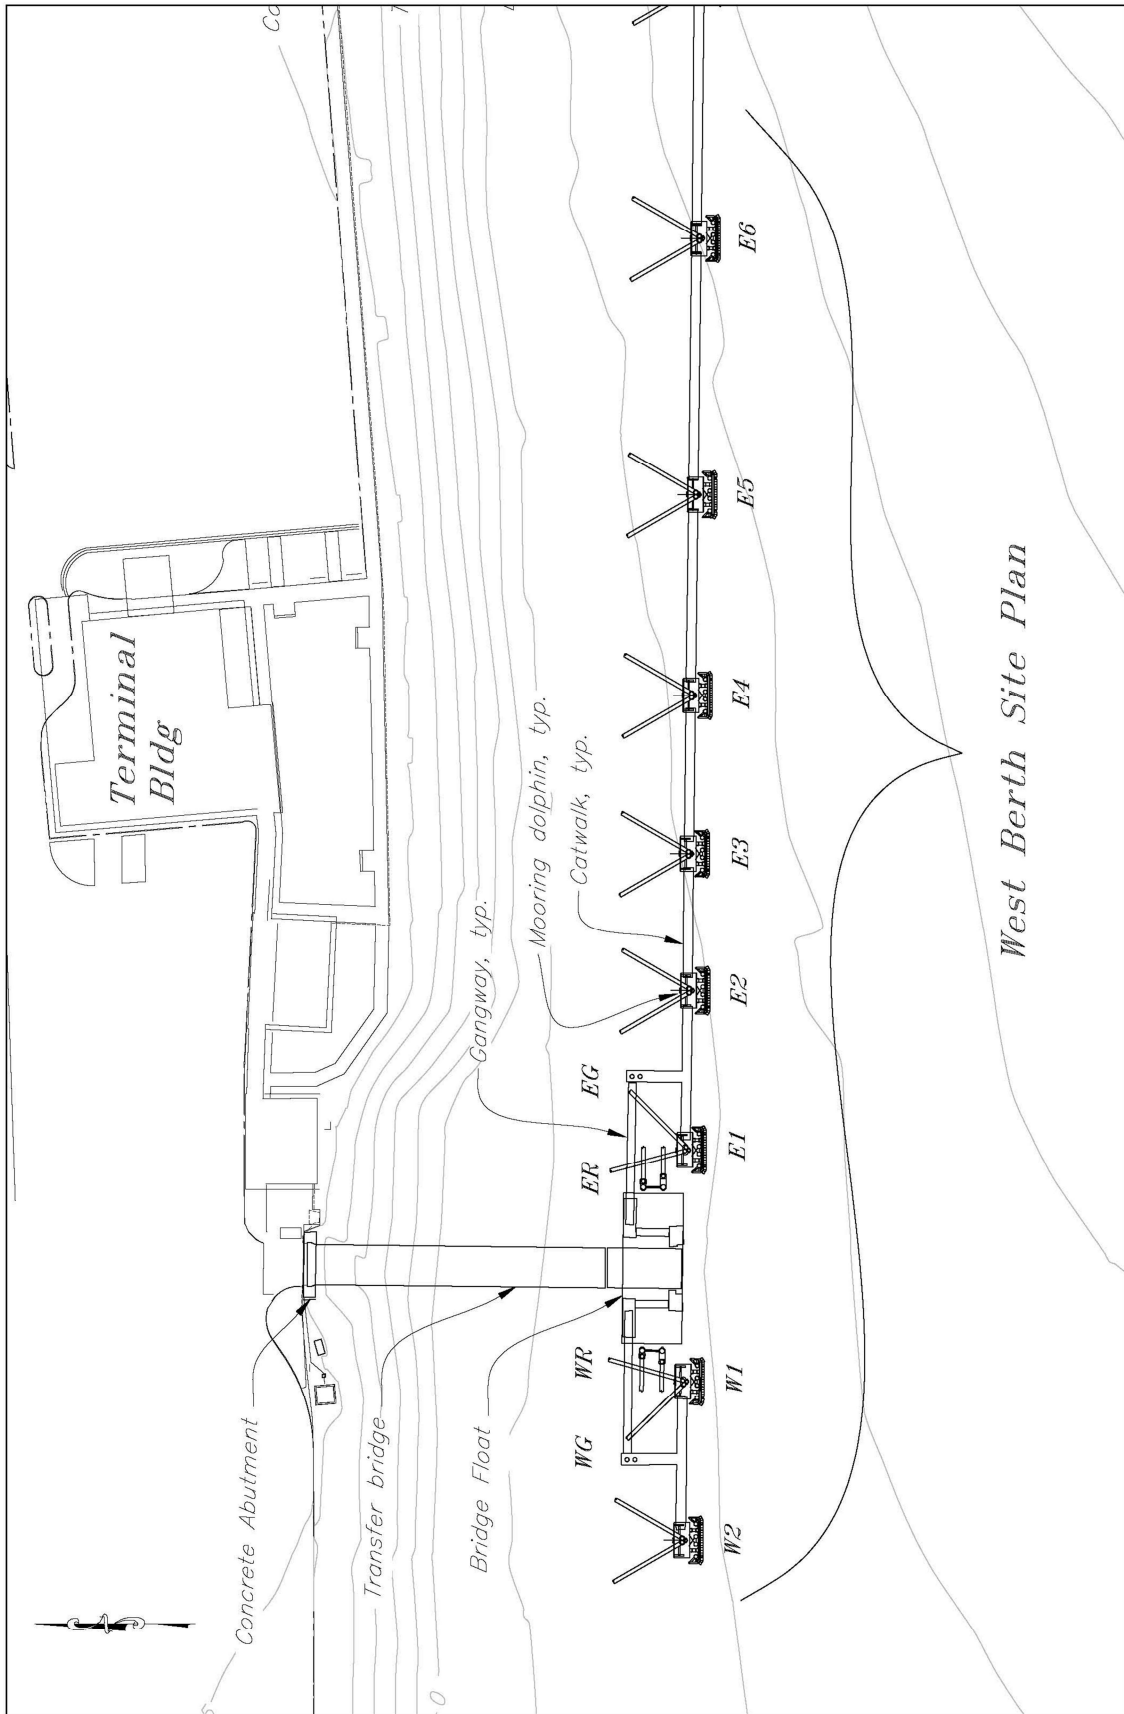 Terminal
Bldg
Concrete Abutment
Transfer bridge
Bridge Float
Gangway, typ.
Mooring dolphin, typ.
Catwalk, typ.
WG
WR
ER
EG
W2
W1
E1
E2
E3
E4
E5
E6
West Berth Site Plan